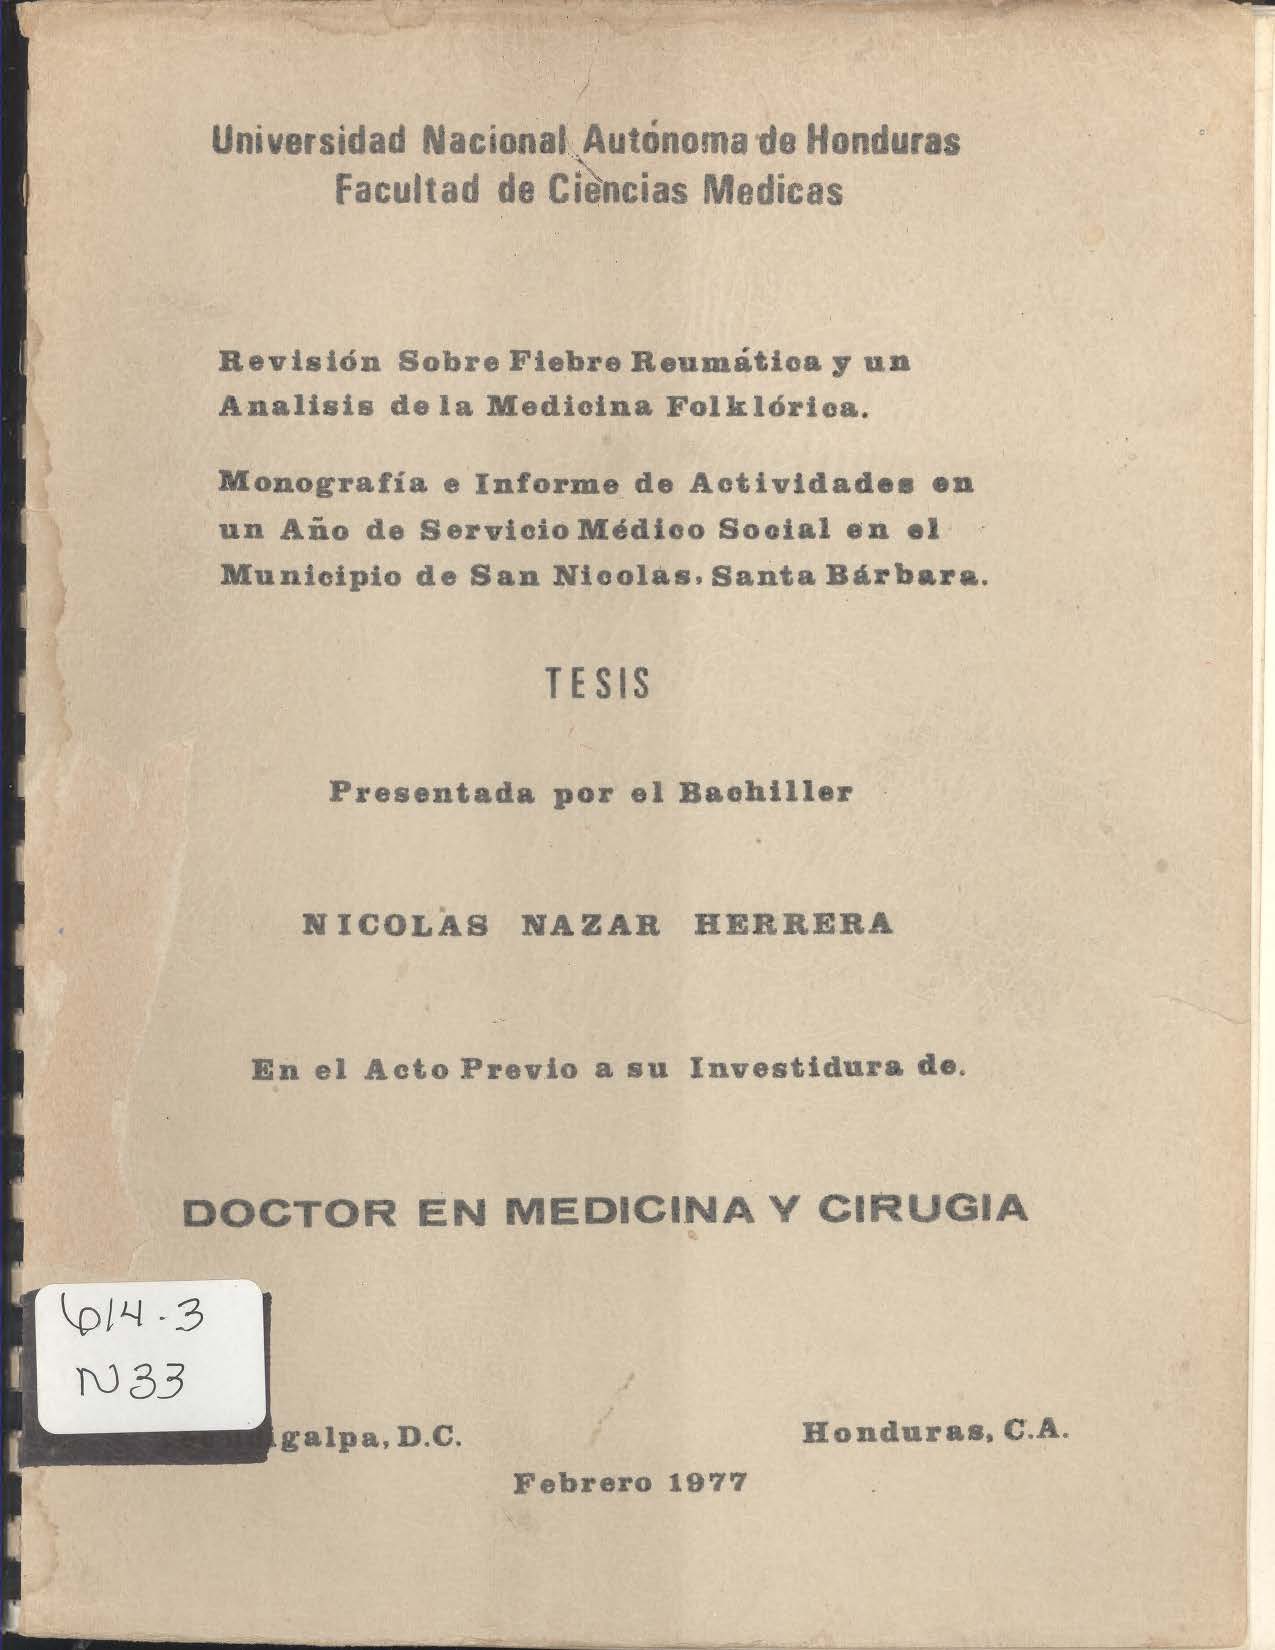 Universidad Nacional Autónoma de Honduras
Facultad de Ciencias Medicas
Revisión Sobre Fiebre Reumática y un
Analisis de la Medicina Folklórica.
Monografía e Informe de Actividades en
un Año de Servicio Médico Social en el
Municipio de San Nicolas, Santa Bárbara.
TESIS
Presentada por el Bachiller
NICOLAS NAZAR HERRERA
En el Acto Previo a su Investidura de.
DOCTOR EN MEDICINA Y CIRUGIA
614.3
N33
igalpa, D.C.
Honduras, C.A.
Febrero 1977